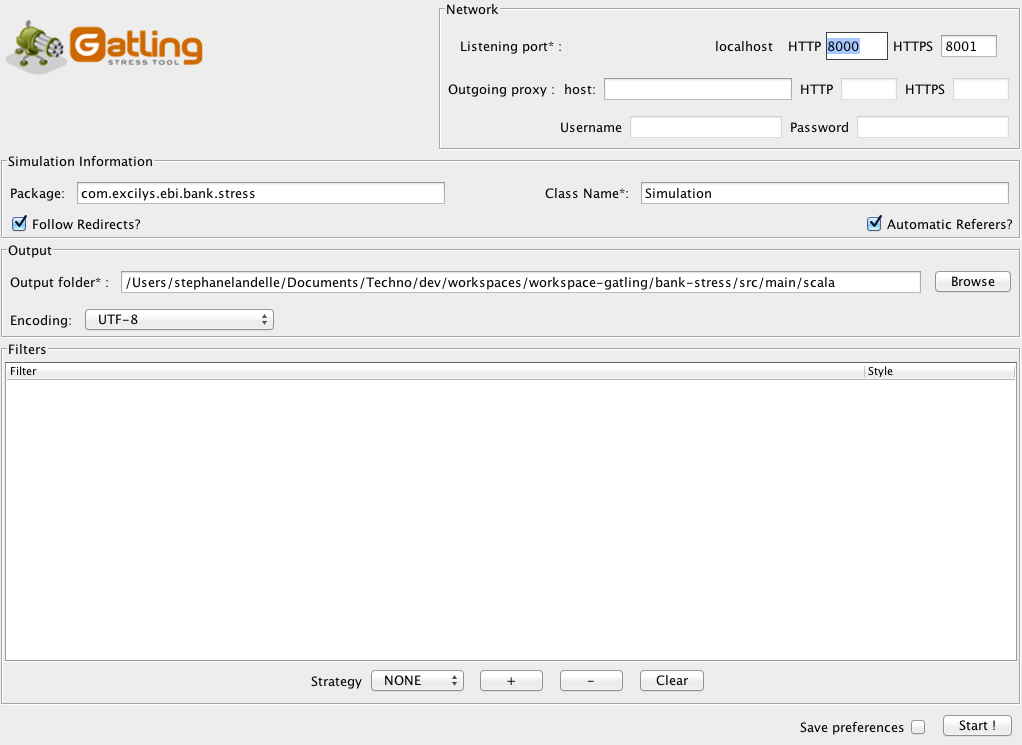 Gatling
STRESS TOOL
Network
Listening port* : localhost HTTP 8000 HTTPS 8001
Outgoing proxy : host: HTTP HTTPS
Username Password
Simulation Information
Package: com.excilys.ebi.bank.stress Class Name*: Simulation
Follow Redirects? Automatic Referers?
Output
Output folder* : /Users/stephanelandelle/Documents/Techno/dev/workspaces/workspace-gatling/bank-stress/src/main/scala Browse
Encoding: UTF-8
Filters
Filter Style
Strategy NONE + - Clear
Save preferences Start !